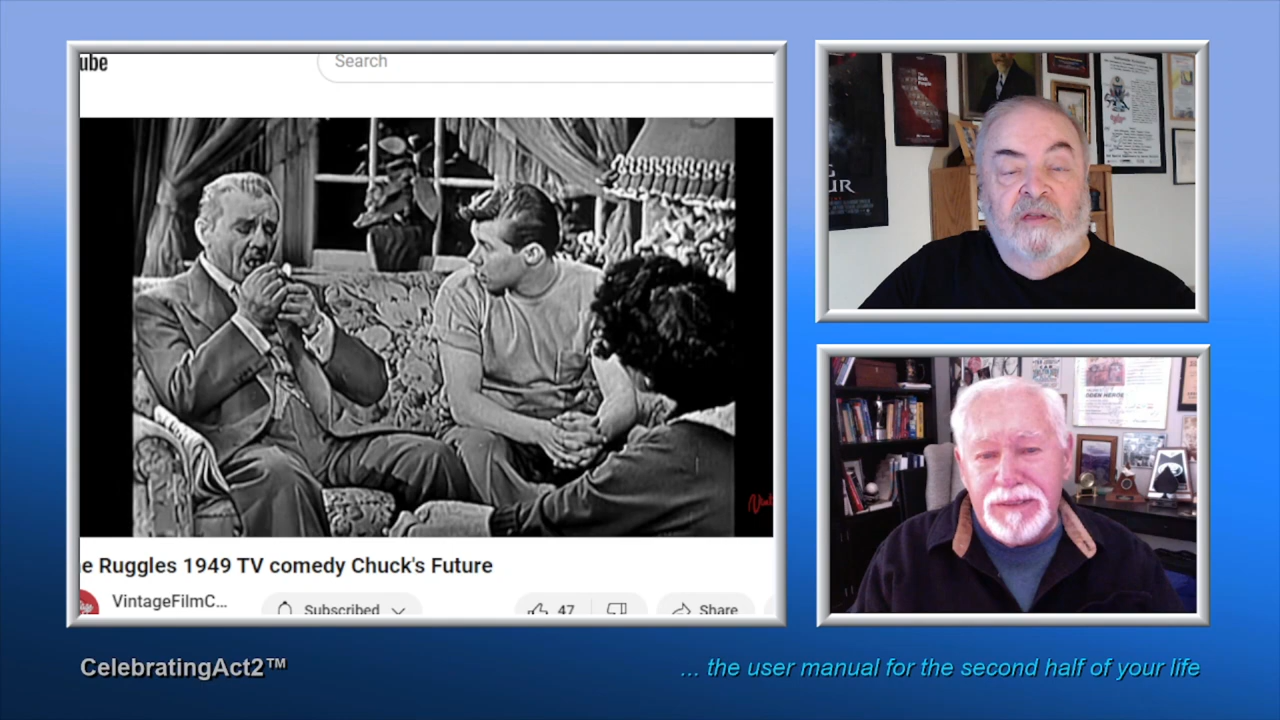 ube
Search
e Ruggles 1949 TV comedy Chuck's Future
VintageFilmC...
Subscribed
47
Share
UR
CelebratingAct2™
... the user manual for the second half of your life